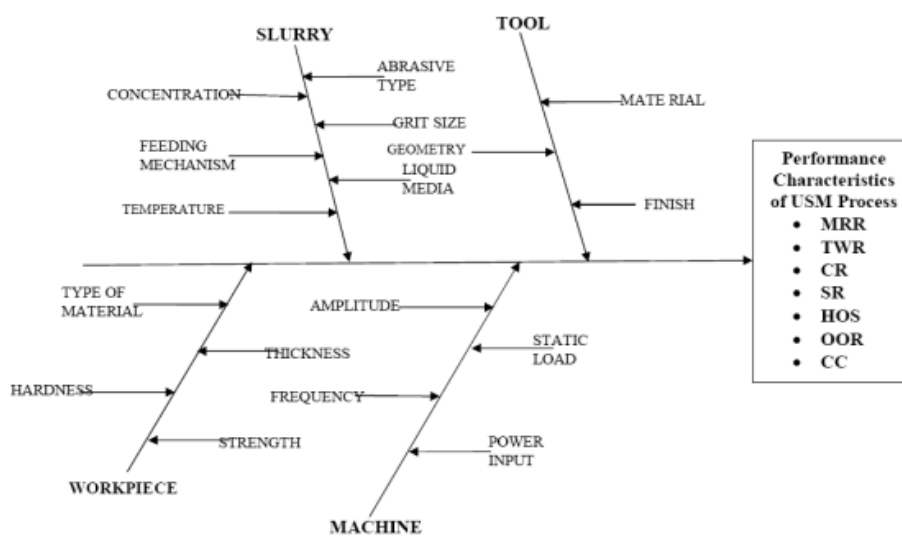 SLURRY
TOOL
ABRASIVE
TYPE
CONCENTRATION
MATE RIAL
GRIT SIZE
FEEDING
MECHANISM
GEOMETRY
LIQUID
MEDIA
TEMPERATURE
FINISH
Performance
Characteristics
of USM Process
• MRR
• TWR
• CR
• SR
• HOS
• OOR
• CC
TYPE OF
MATERIAL
AMPLITUDE
THICKNESS
STATIC
LOAD
HARDNESS
FREQUENCY
STRENGTH
POWER
INPUT
WORKPIECE
MACHINE